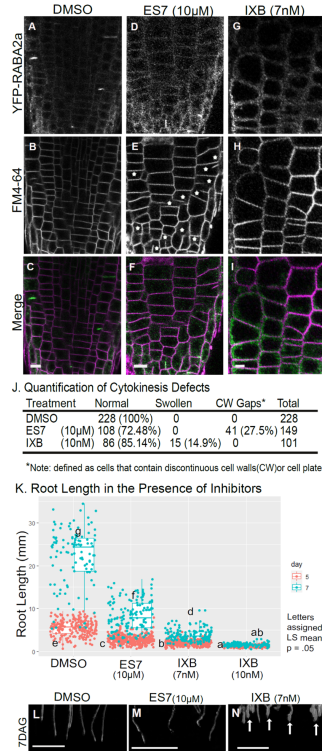 DMSO ES7 (10µM) IXB (7nM)
YFP-RABA2a
A D G
FM4-64
B E H
Merge
C F I
J. Quantification of Cytokinesis Defects
Treatment Normal Swollen CW Gaps* Total
DMSO 228 (100%) 0 0 228
ES7 (10µM) 108 (72.48%) 0 41 (27.5%) 149
IXB (10nM) 86 (85.14%) 15 (14.9%) 0 101
*Note: defined as cells that contain discontinuous cell walls(CW)or cell plate
K. Root Length in the Presence of Inhibitors
Root Length (mm)
30
20
10
0
g
e
f
c
d
b
ab
a
day
5
7
Letters
assigned
LS mean
p = .05
DMSO ES7 (10µM) IXB (7nM) IXB (10nM)
ES7(10µM) IXB (7nM)
7DAG
L M N